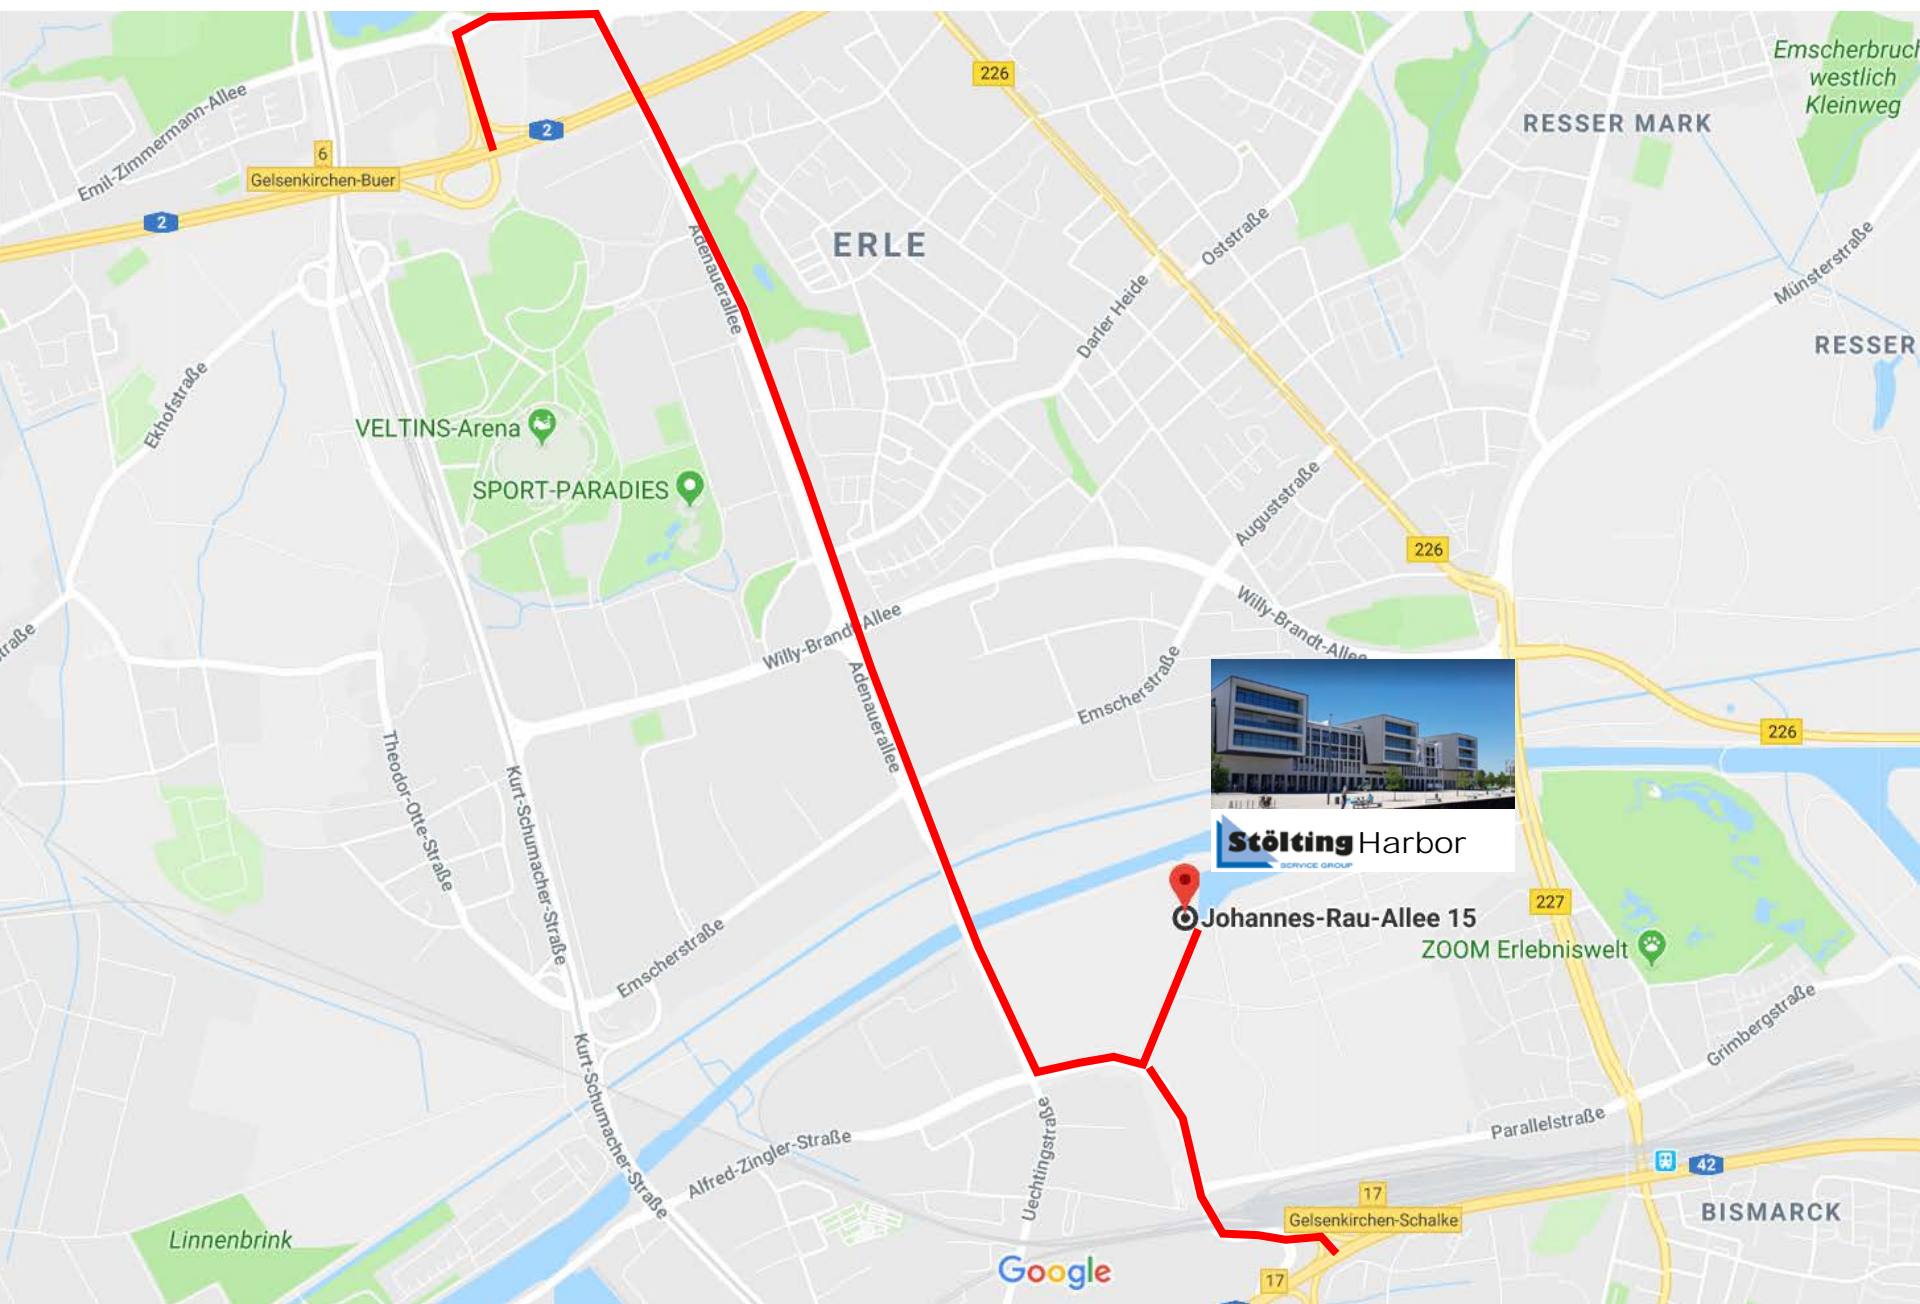 Emscherbruch
westlich
Kleinweg
226
RESSER MARK
Emil-Zimmermann-Allee
2
6
Gelsenkirchen-Buer
2
ERLE
Oststraße
Münsterstraße
Adenauerallee
Darler Heide
RESSER
Ekhofstraße
VELTINS-Arena
SPORT-PARADIES
Auguststraße
226
Willy-Brandt-Allee
Willy-Brandt-Allee
raße
Emscherstraße
Adenauerallee
226
Theodor-Otte-Straße
Kurt-Schumacher-Straße
Stölting Harbor
SERVICE GROUP
Johannes-Rau-Allee 15
227
ZOOM Erlebniswelt
Emscherstraße
Grimbergstraße
Kurt-Schumacher-Straße
Uechtingstraße
Parallelstraße
Alfred-Zingler-Straße
42
17
Gelsenkirchen-Schalke
BISMARCK
Linnenbrink
Google
17